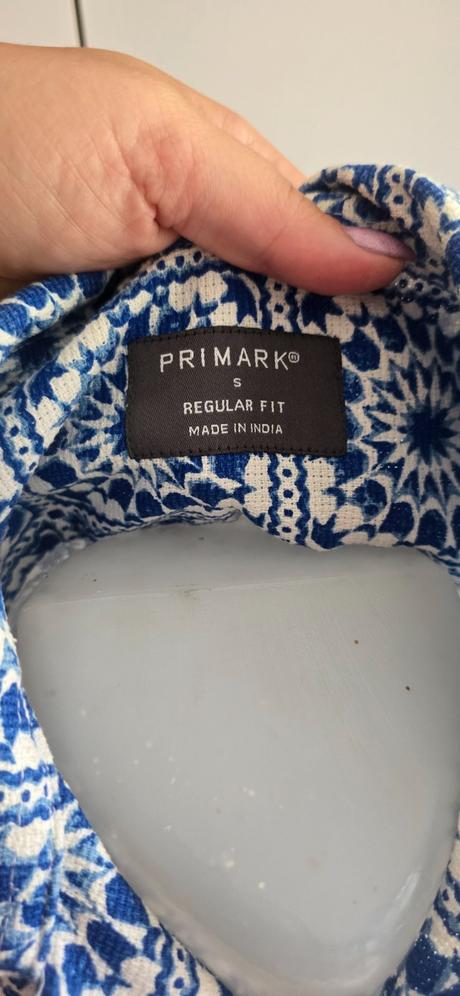 PRIMARK®
S
REGULAR FIT
MADE IN INDIA